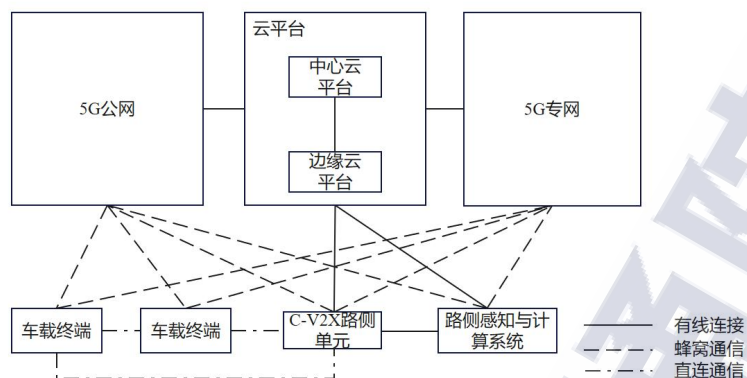 云平台
中心云
平台
5G公网
5G专网
边缘云
平台
车载终端
车载终端
C-V2X路侧
单元
路侧感知与计
算系统
有线连接
蜂窝通信
直连通信